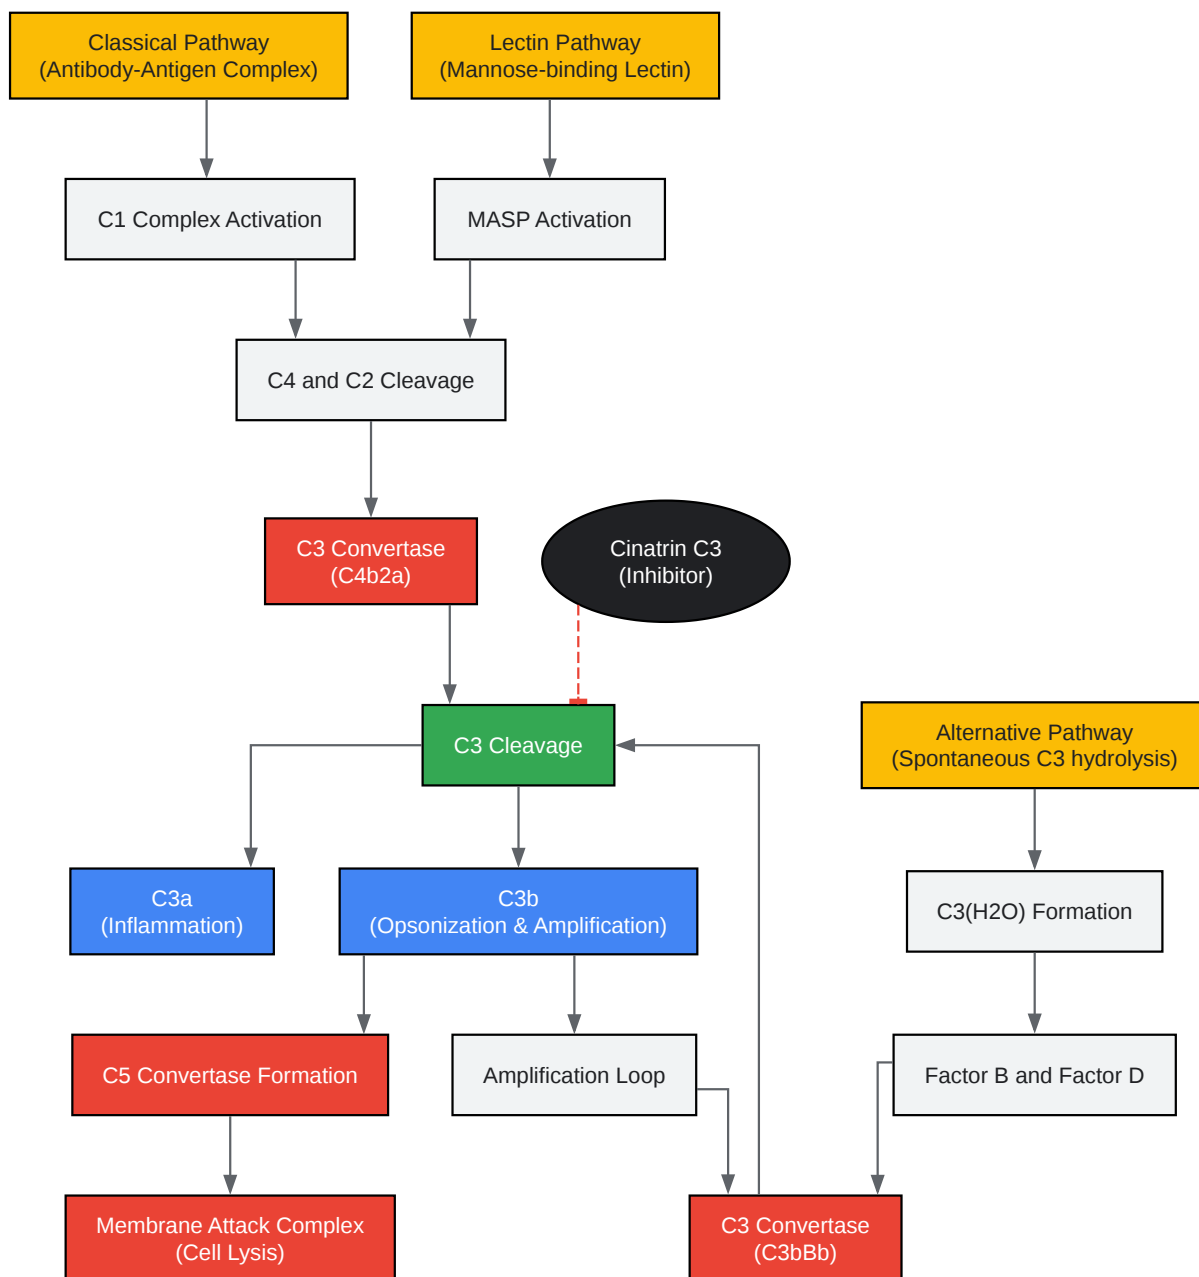 Classical Pathway
(Antibody-Antigen Complex)
Lectin Pathway
(Mannose-binding Lectin)
C1 Complex Activation
MASP Activation
C4 and C2 Cleavage
C3 Convertase
(C4b2a)
Cinatrin C3
(Inhibitor)
C3 Cleavage
Alternative Pathway
(Spontaneous C3 hydrolysis)
C3a
(Inflammation)
C3b
(Opsonization & Amplification)
C3(H2O) Formation
C5 Convertase Formation
Amplification Loop
Factor B and Factor D
Membrane Attack Complex
(Cell Lysis)
C3 Convertase
(C3bBb)